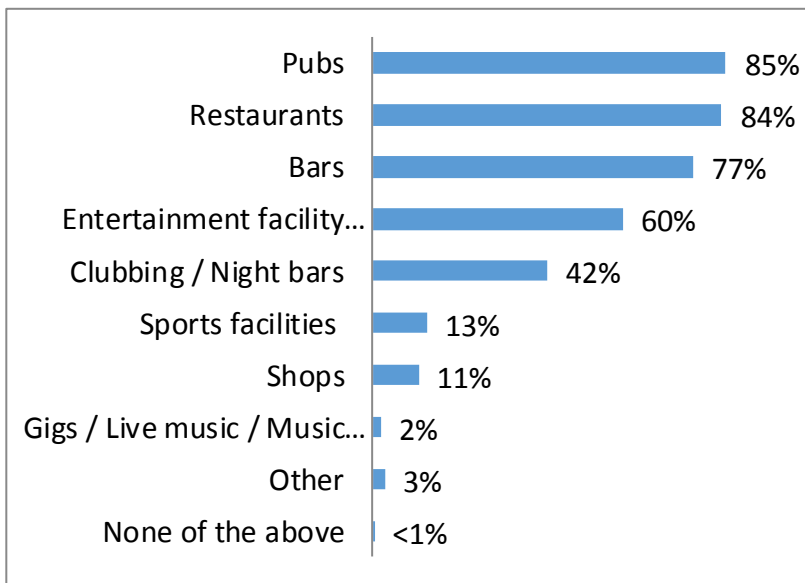 Pubs 85%
Restaurants 84%
Bars 77%
Entertainment facility... 60%
Clubbing / Night bars 42%
Sports facilities 13%
Shops 11%
Gigs / Live music / Music... 2%
Other 3%
None of the above <1%